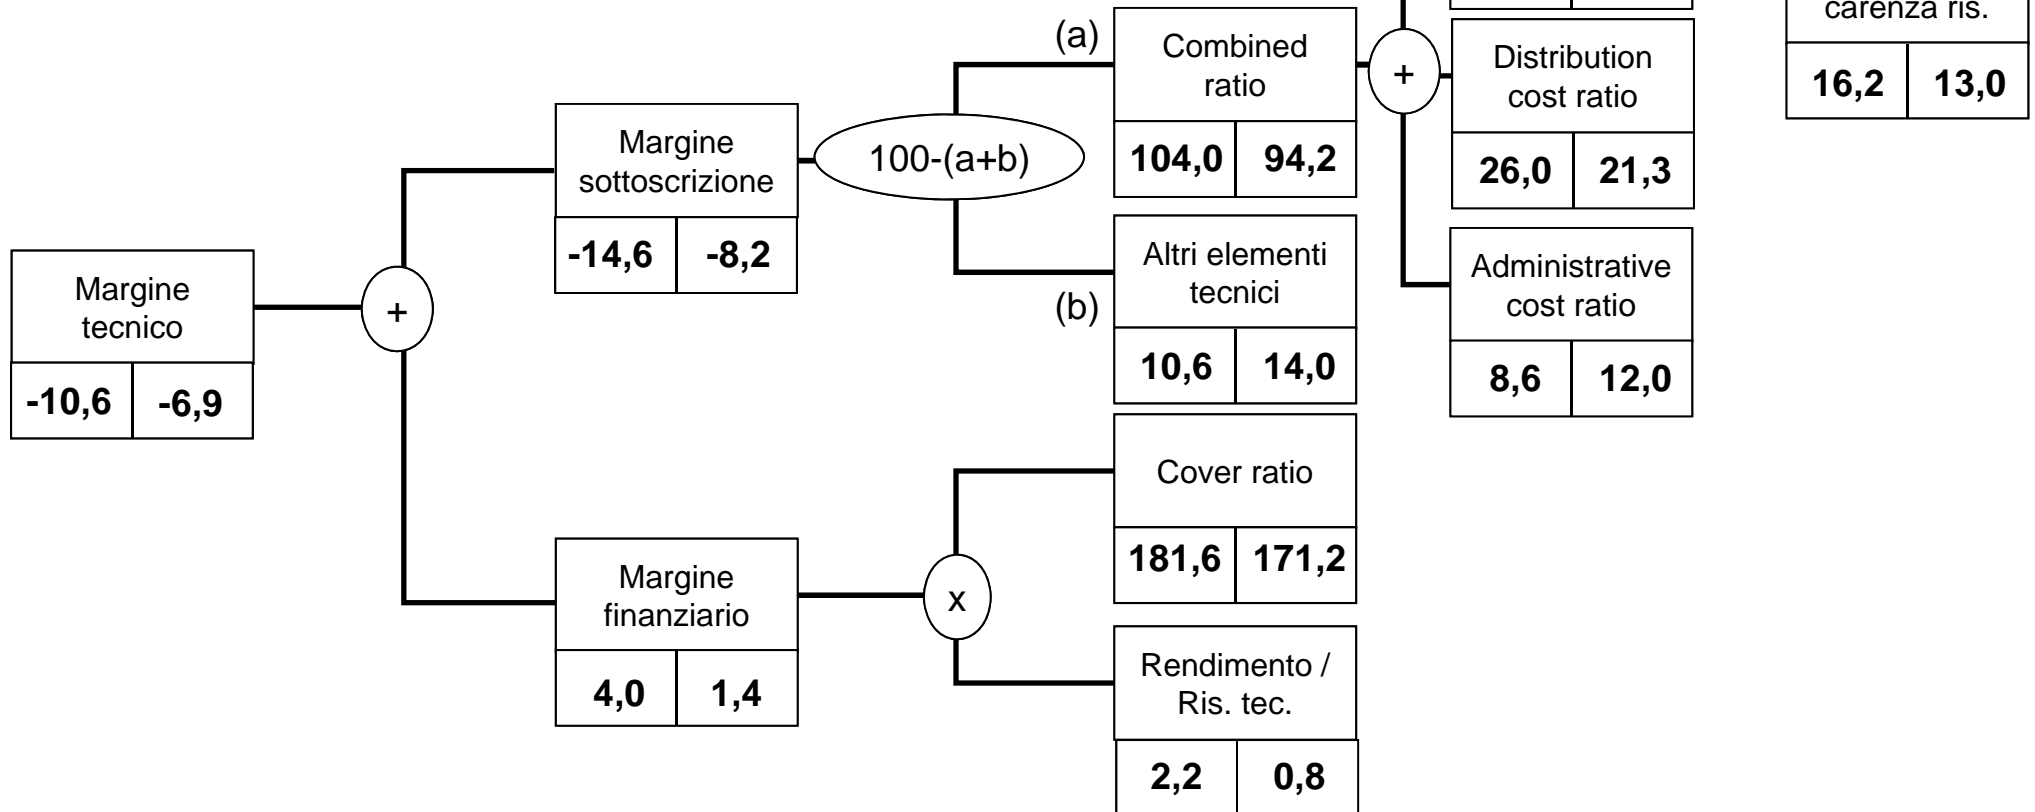 carenza ris.
16,2 13,0
(a)
Combined
ratio
104,0 94,2
+
Distribution
cost ratio
26,0 21,3
Margine
sottoscrizione
-14,6 -8,2
100-(a+b)
Altri elementi
tecnici
(b)
10,6 14,0
Administrative
cost ratio
8,6 12,0
Margine
tecnico
-10,6 -6,9
+
Cover ratio
181,6 171,2
Margine
finanziario
4,0 1,4
x
Rendimento /
Ris. tec.
2,2 0,8